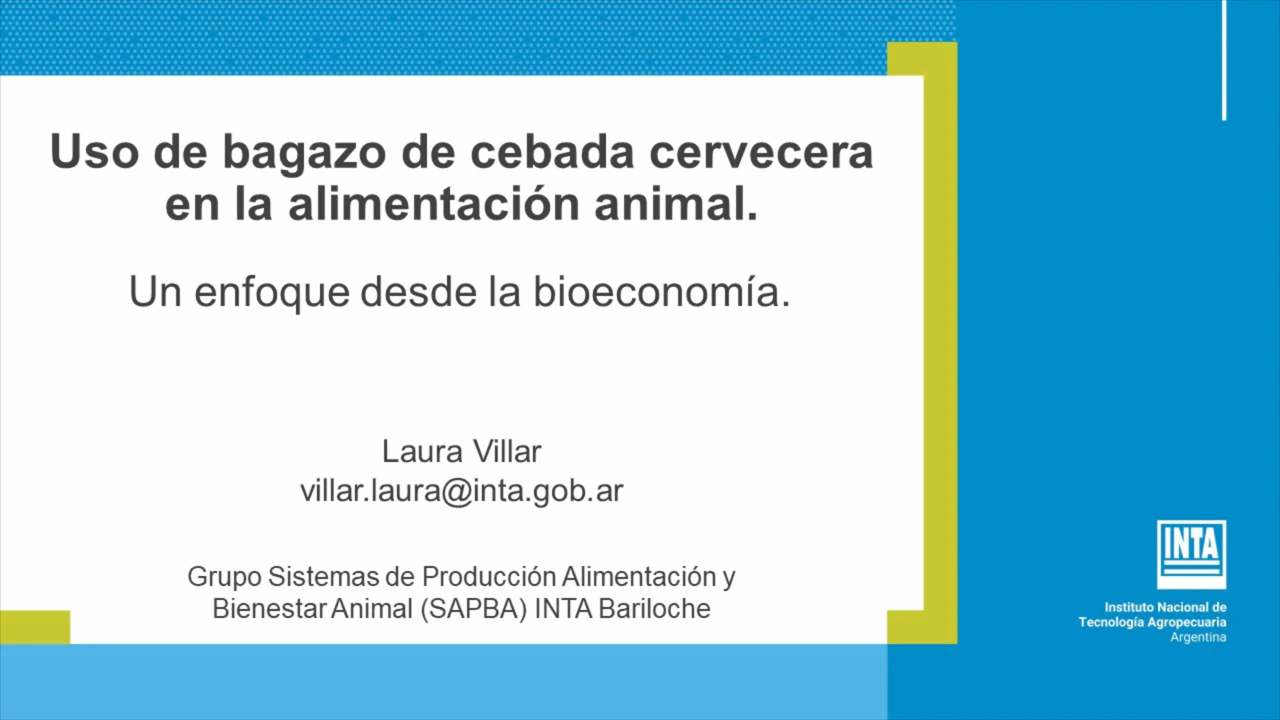 Uso de bagazo de cebada cervecera
en la alimentación animal.
Un enfoque desde la bioeconomía.
Laura Villar
villar.laura@inta.gob.ar
Grupo Sistemas de Producción Alimentación y
Bienestar Animal (SAPBA) INTA Bariloche
INTA
Instituto Nacional de
Tecnología Agropecuaria
Argentina